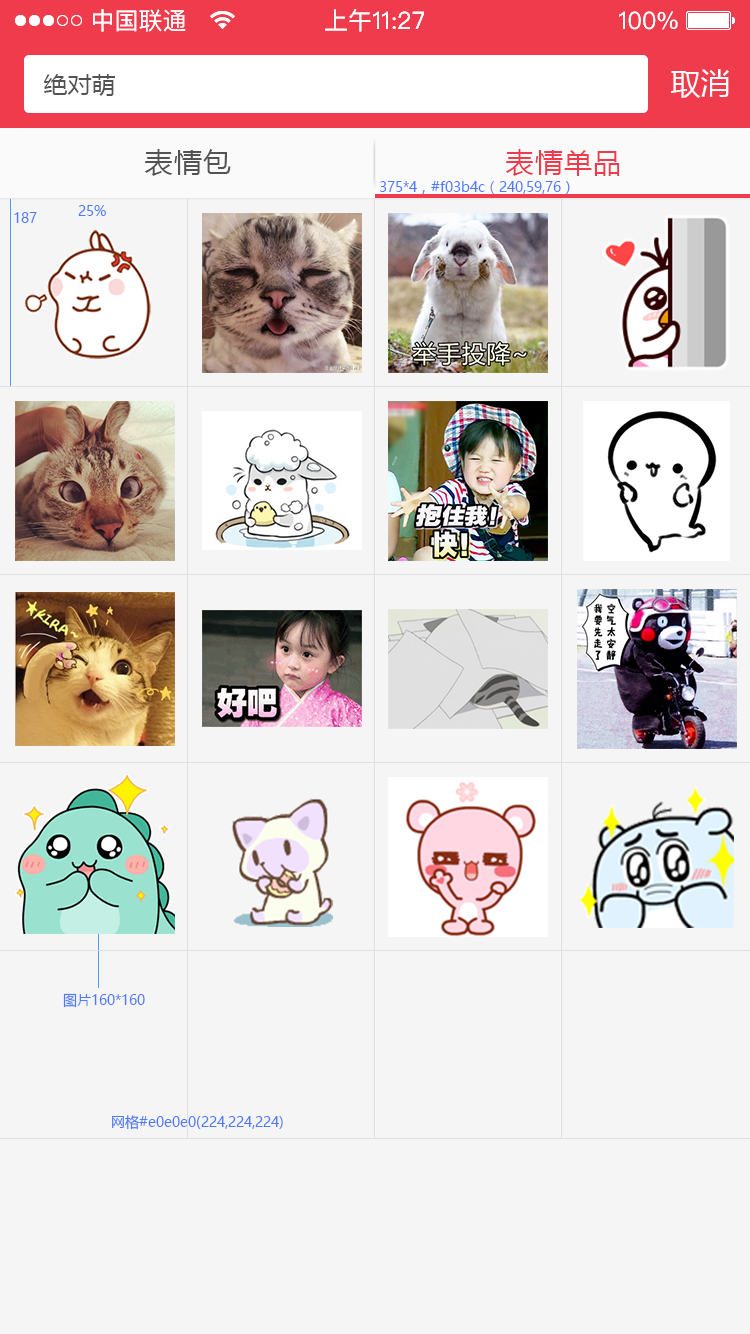 中国联通 上午11:27 100%
绝对萌 取消
表情包 表情单品
375*4，#f03b4c（240,59,76）
187 25%
举手投降~
抱住我!
快!
KIRA~
空气太安静
我要先走了
好吧
图片160*160
网格#e0e0e0(224,224,224)